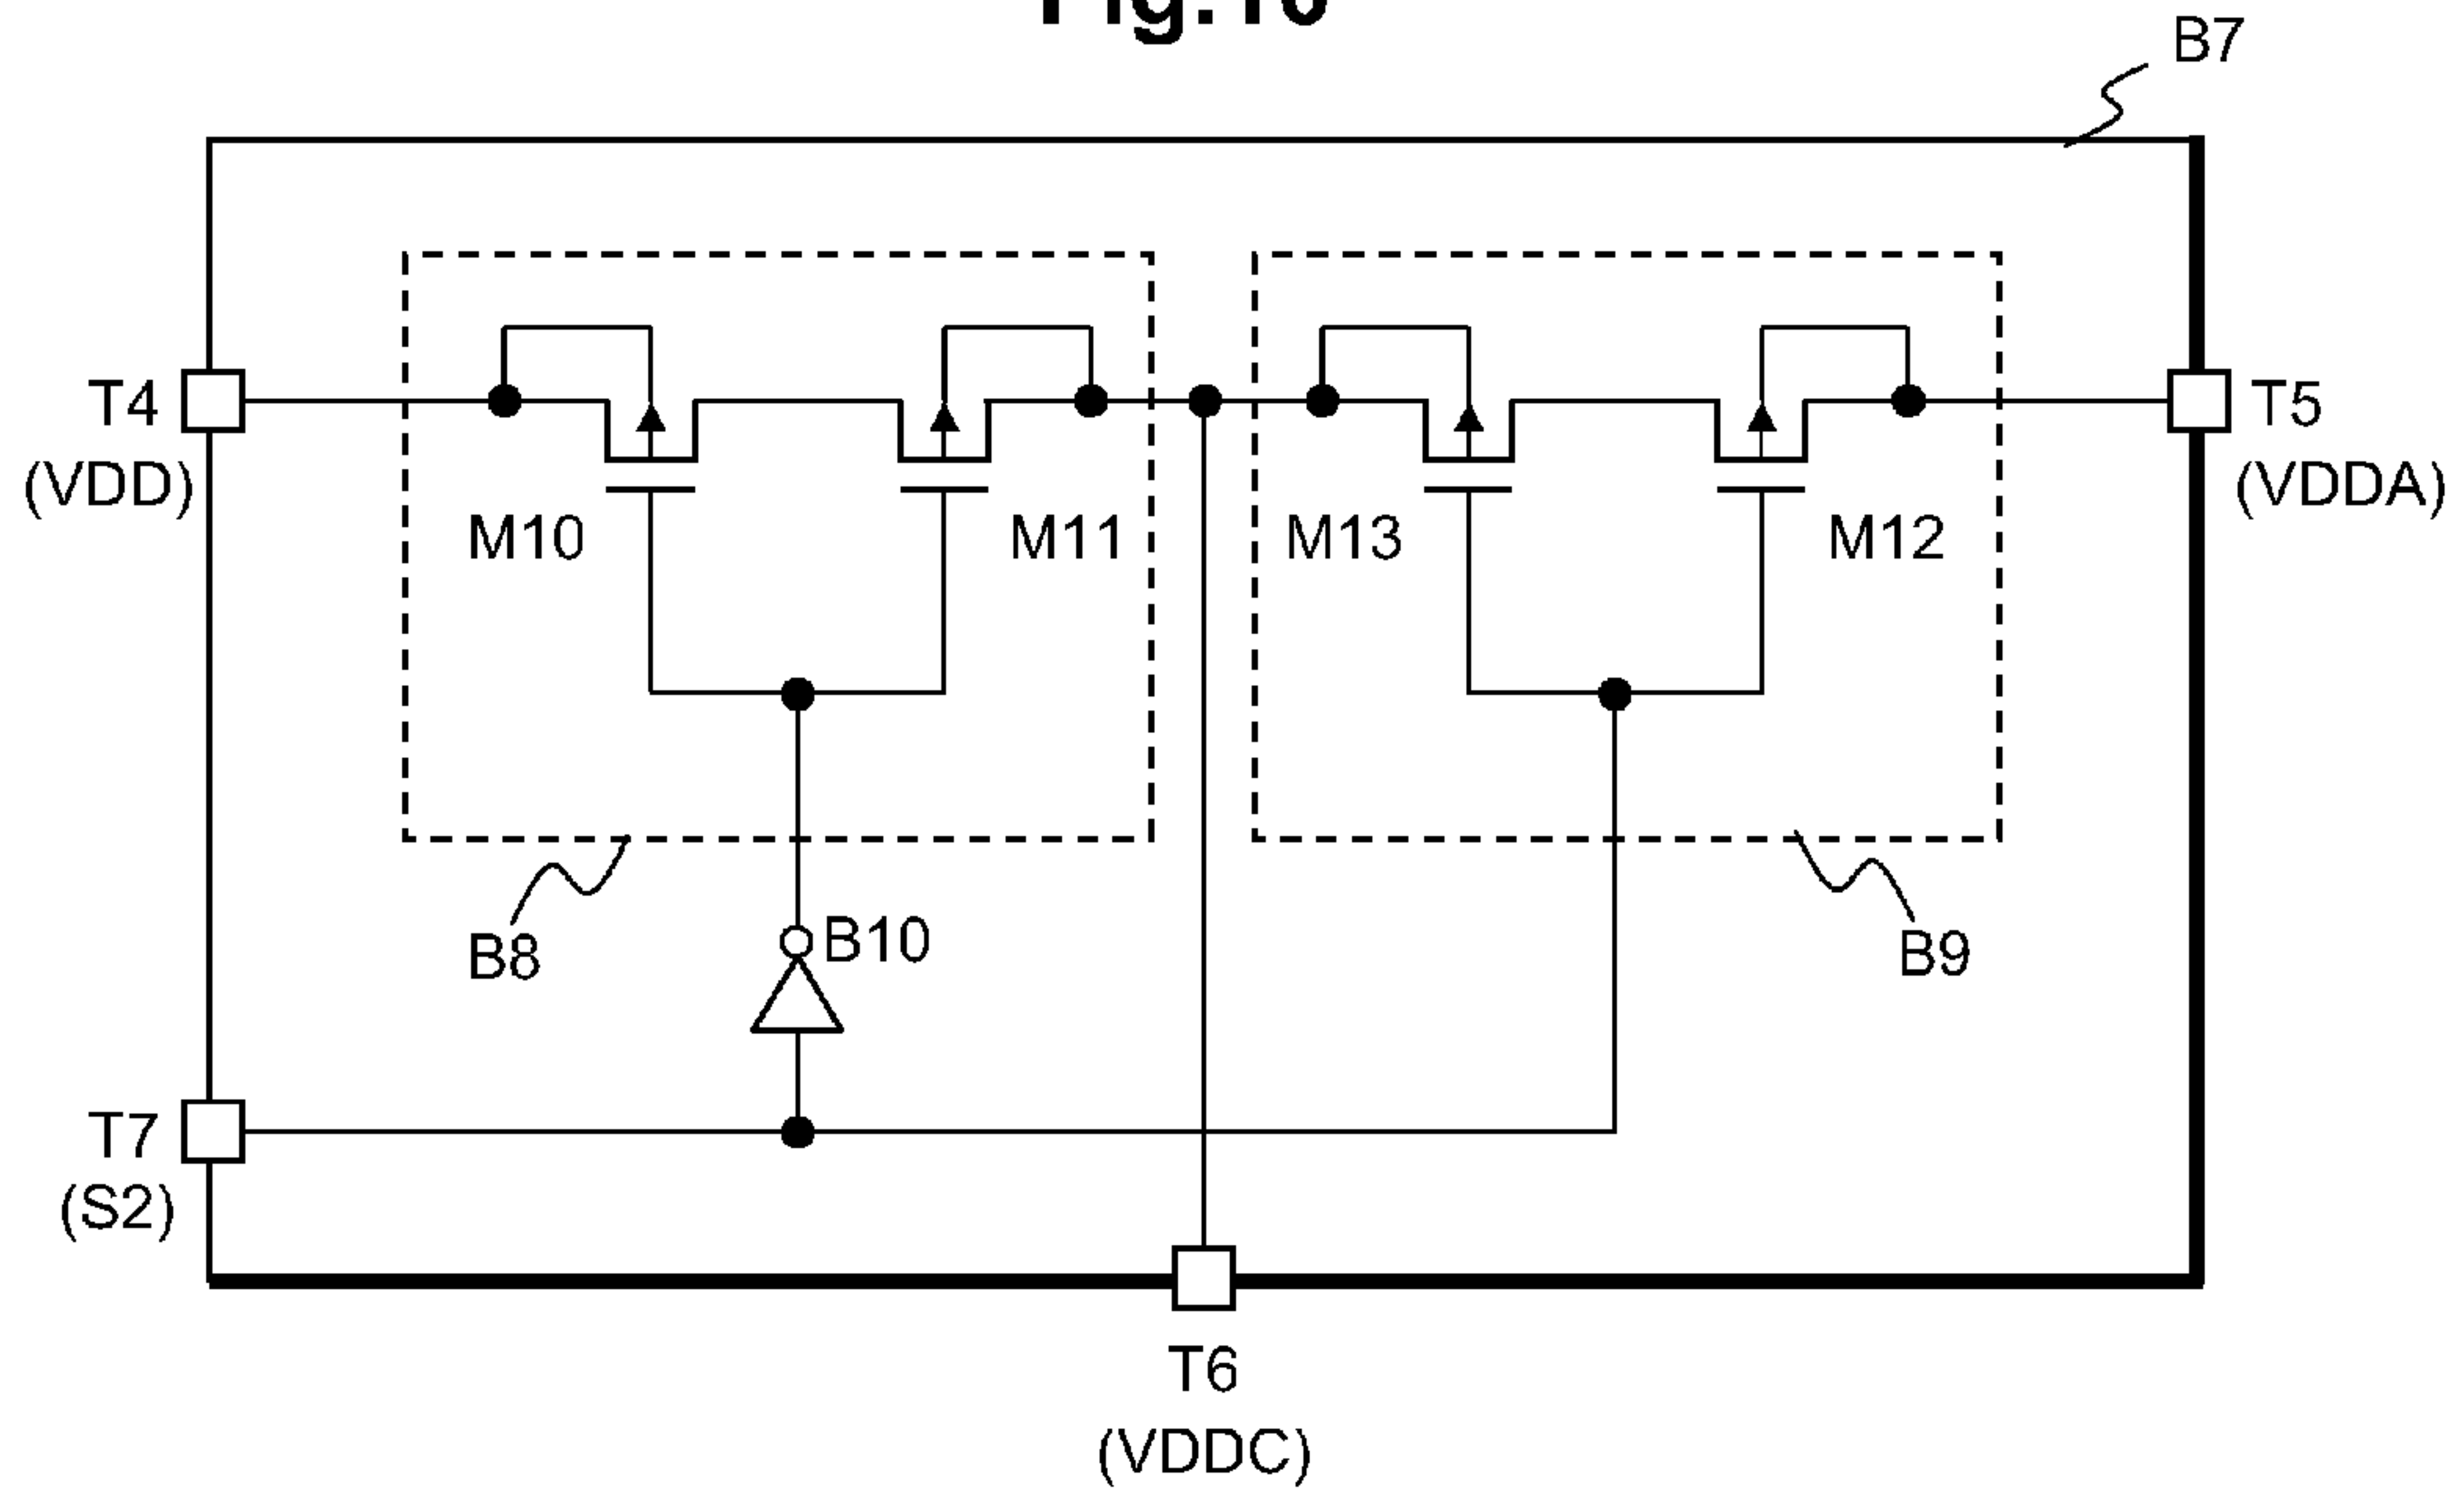 B7
T4
(VDD)
T5
(VDDA)
M10
M11
M13
M12
B8
B10
B9
T7
(S2)
T6
(VDDC)